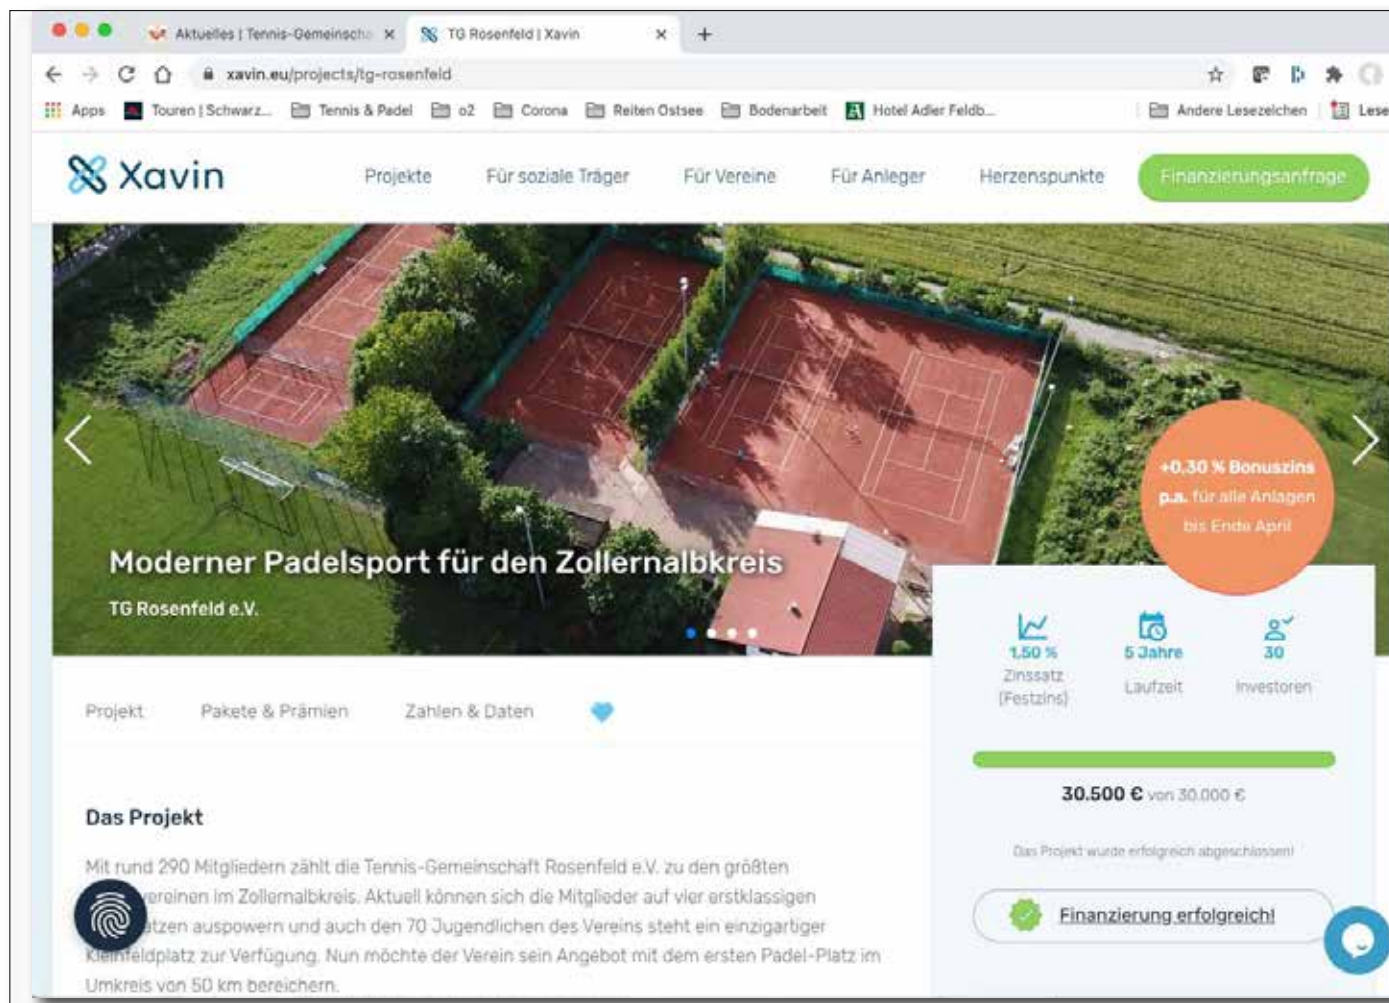 Aktuelles | Tennis-Gemeinscha
TG Rosenfeld | Xavin
xavin.eu/projects/tg-rosenfeld
Apps Touren | Schwarz... Tennis & Padel o2 Corona Reiten Ostsee Bodenarbeit Hotel Adler Feldb... Andere Lesezeichen Lese
Xavin Projekte Für soziale Träger Für Vereine Für Anleger Herzenspunkte Finanzierungsanfrage
+0,30 % Bonuszins
p.a. für alle Anlagen
bis Ende April
Moderner Padelsport für den Zollernalbkreis
TG Rosenfeld e.V.
1,50 % 5 Jahre 30
Zinssatz Laufzeit Investoren
(Festzins)
Projekt Pakete & Prämien Zahlen & Daten
30.500 € von 30.000 €
Das Projekt wurde erfolgreich abgeschlossen!
Finanzierung erfolgreich!
Das Projekt
Mit rund 290 Mitgliedern zählt die Tennis-Gemeinschaft Rosenfeld e.V. zu den größten
vereinen im Zollernalbkreis. Aktuell können sich die Mitglieder auf vier erstklassigen
ätzen auspowern und auch den 70 Jugendlichen des Vereins steht ein einzigartiger
Kleinfeldplatz zur Verfügung. Nun möchte der Verein sein Angebot mit dem ersten Padel-Platz im
Umkreis von 50 km bereichern.